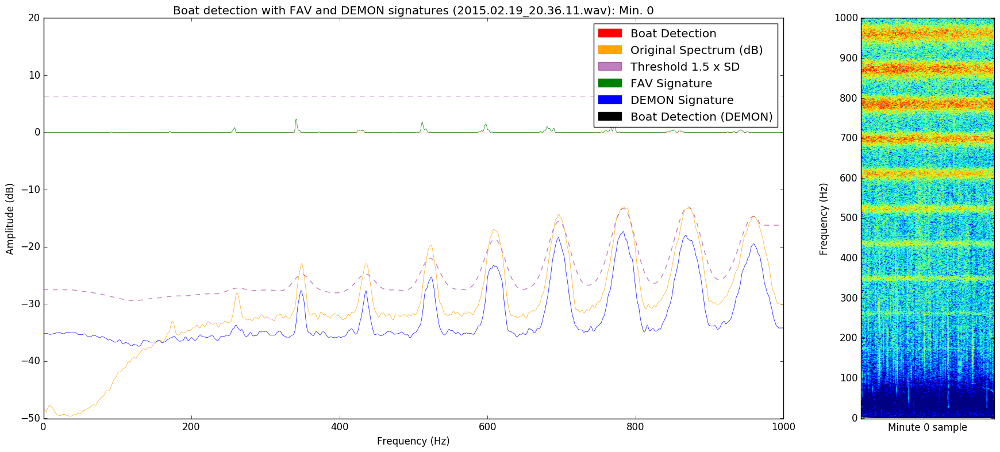 Boat detection with FAV and DEMON signatures (2015.02.19_20.36.11.wav): Min. 0
Amplitude (dB)
20
10
0
−10
−20
−30
−40
−50
Boat Detection
Original Spectrum (dB)
Threshold 1.5 x SD
FAV Signature
DEMON Signature
Boat Detection (DEMON)
0
200
400
600
800
1000
Frequency (Hz)
Frequency (Hz)
1000
900
800
700
600
500
400
300
200
100
0
Minute 0 sample